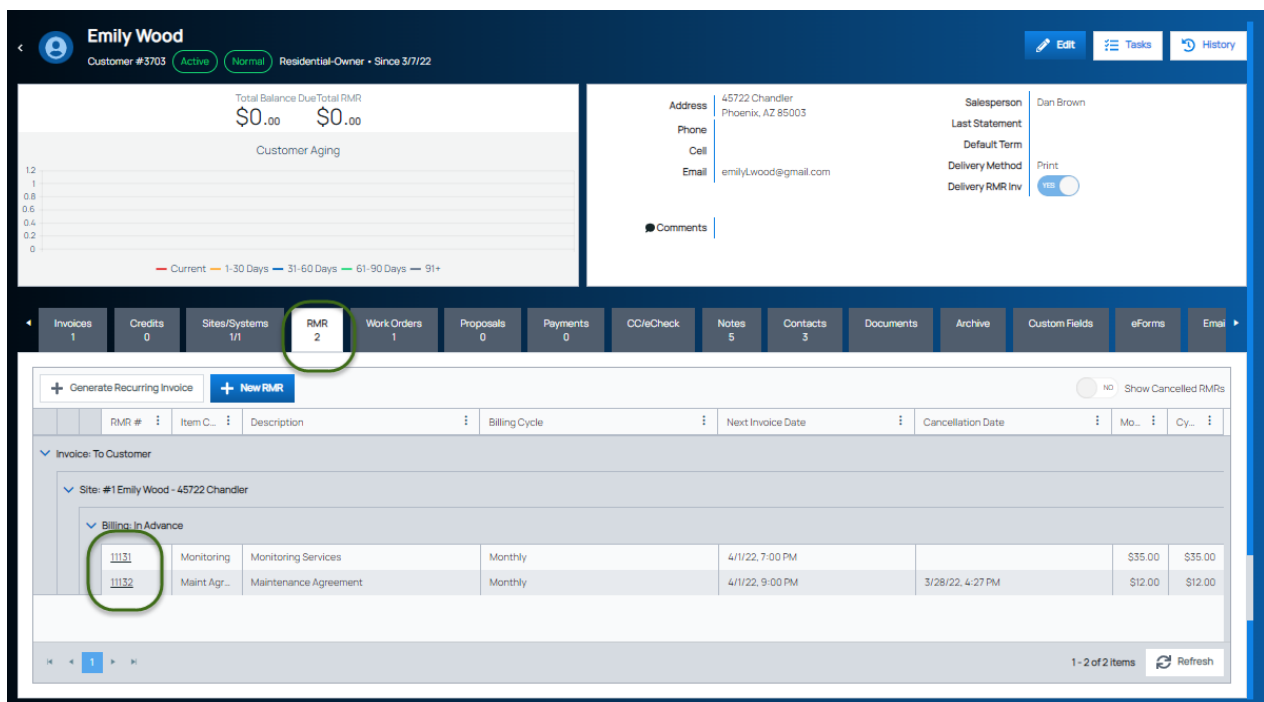 Emily Wood
Customer #3703 Active Normal Residential-Owner • Since 3/7/22
Edit Tasks History
Total Balance Due Total RMR
$0.00 $0.00
Customer Aging
1.2
1
0.8
0.6
0.4
0.2
0
Current 1-30 Days 31-60 Days 61-90 Days 91+
Address 45722 Chandler
Phoenix, AZ 85003
Phone
Cell
Email emilyLwood@gmail.com
Comments
Salesperson Dan Brown
Last Statement
Default Term
Delivery Method Print
Delivery RMR Inv YES
Invoices Credits Sites/Systems RMR Work Orders Proposals Payments CC/eCheck Notes Contacts Documents Archive Custom Fields eForms Emai
1 0 1/1 2 1 0 0 5 3
Generate Recurring Invoice New RMR NO Show Cancelled RMRs
RMR # Item C... Description Billing Cycle Next Invoice Date Cancellation Date Mo... Cy...
Invoice: To Customer
Site: #1 Emily Wood - 45722 Chandler
Billing: In Advance
11131 Monitoring Monitoring Services Monthly 4/1/22, 7:00 PM $35.00 $35.00
11132 Maint Agr... Maintenance Agreement Monthly 4/1/22, 9:00 PM 3/28/22, 4:27 PM $12.00 $12.00
1 1 - 2 of 2 items Refresh